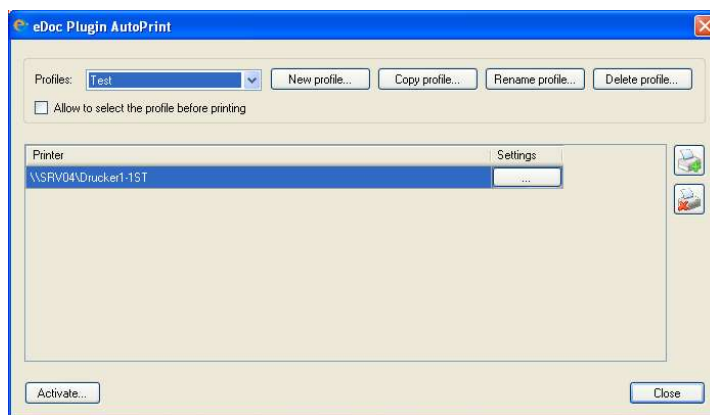 eDoc Plugin AutoPrint
Profiles: Test New profile... Copy profile... Rename profile... Delete profile...
Allow to select the profile before printing
Printer Settings
\\SRV04\Drucker1-1ST ...
Activate... Close